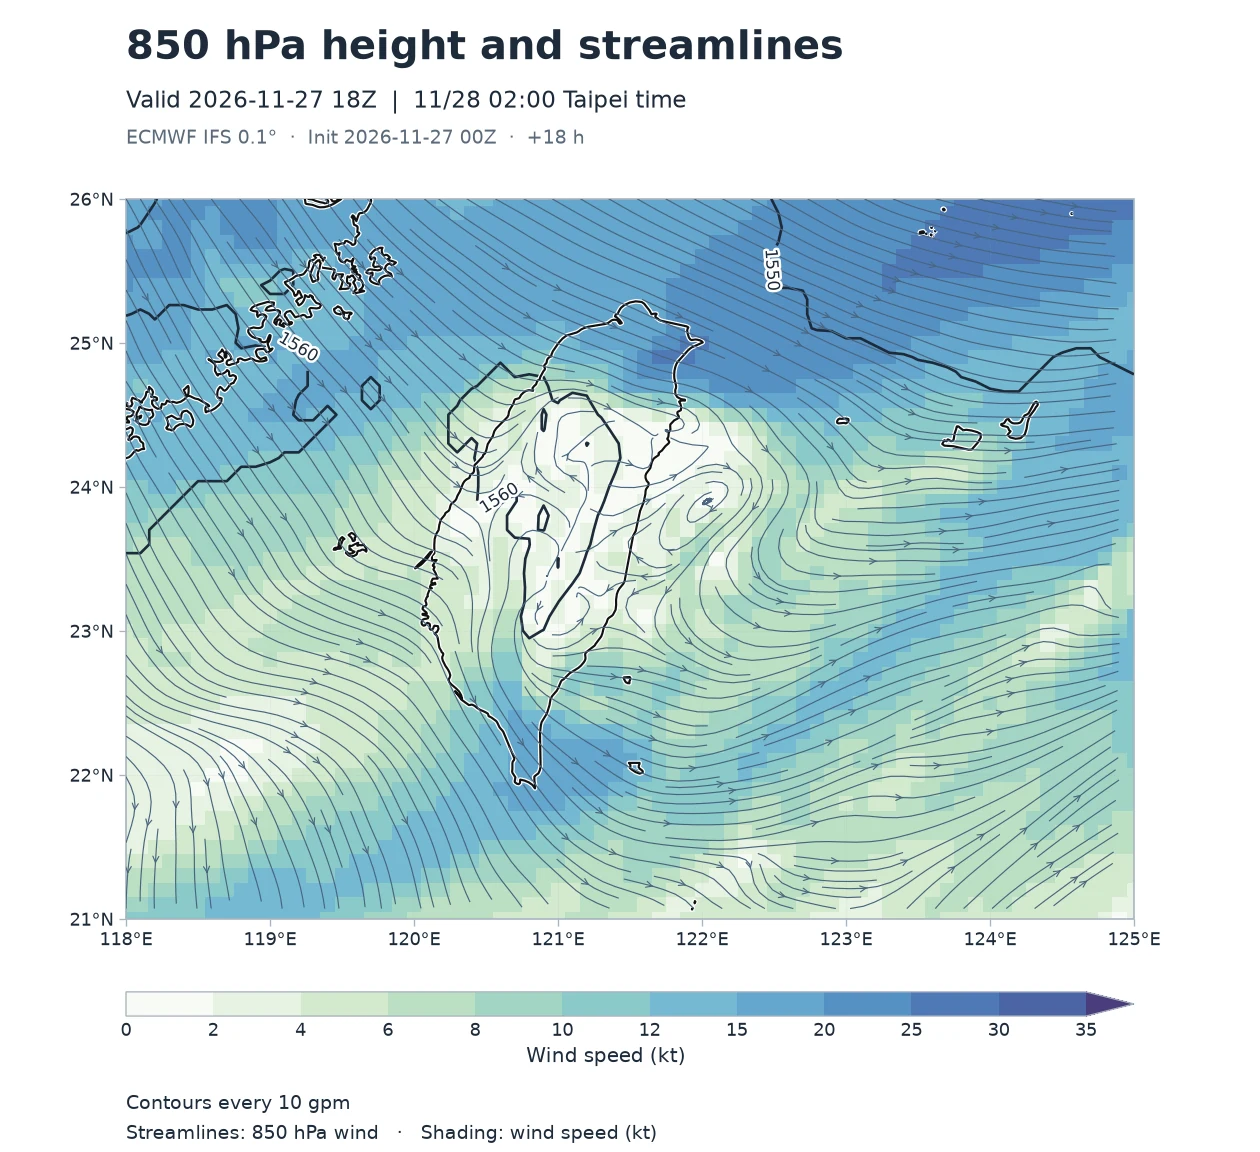 850 hPa height and streamlines
Valid 2026-11-27 18Z | 11/28 02:00 Taipei time
ECMWF IFS 0.1° · Init 2026-11-27 00Z · +18 h
26°N
1550
25°N
1560
24°N
1560
23°N
22°N
21°N
118°E 119°E 120°E 121°E 122°E 123°E 124°E 125°E
0 2 4 6 8 10 12 15 20 25 30 35
Wind speed (kt)
Contours every 10 gpm
Streamlines: 850 hPa wind · Shading: wind speed (kt)